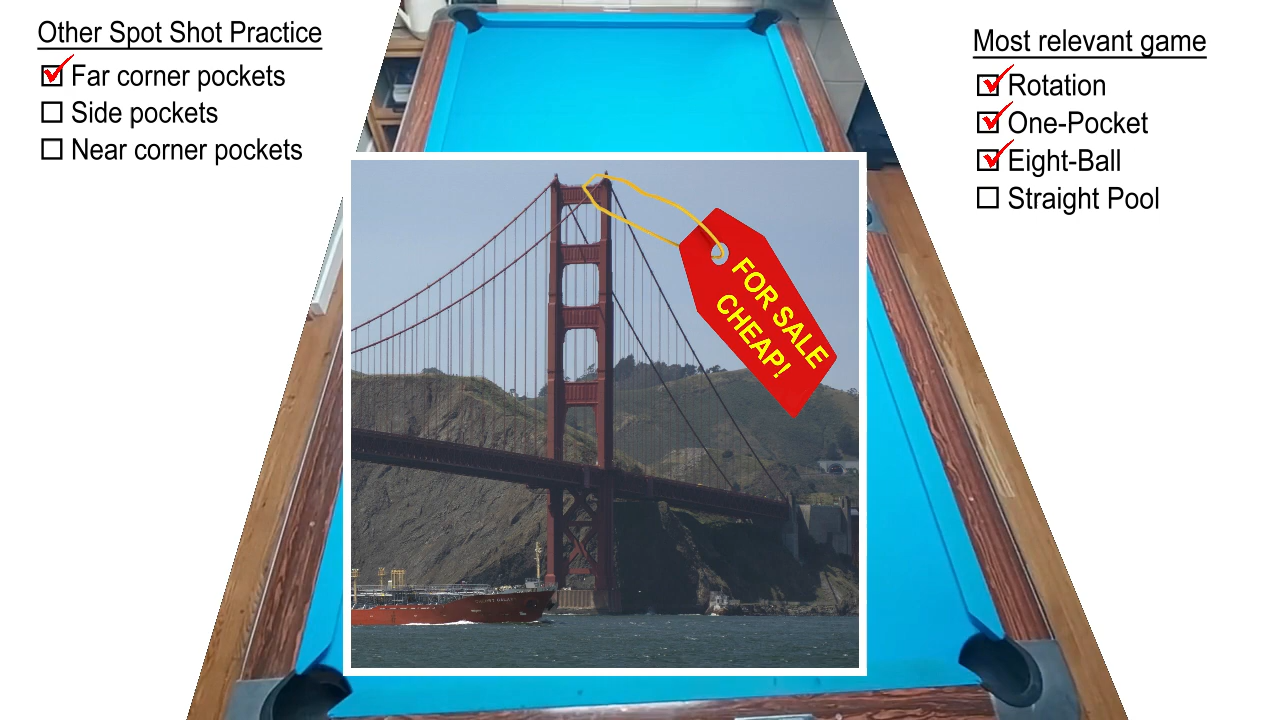 Other Spot Shot Practice
Far corner pockets
Side pockets
Near corner pockets
Most relevant game
Rotation
One-Pocket
Eight-Ball
Straight Pool
FOR SALE
CHEAP!